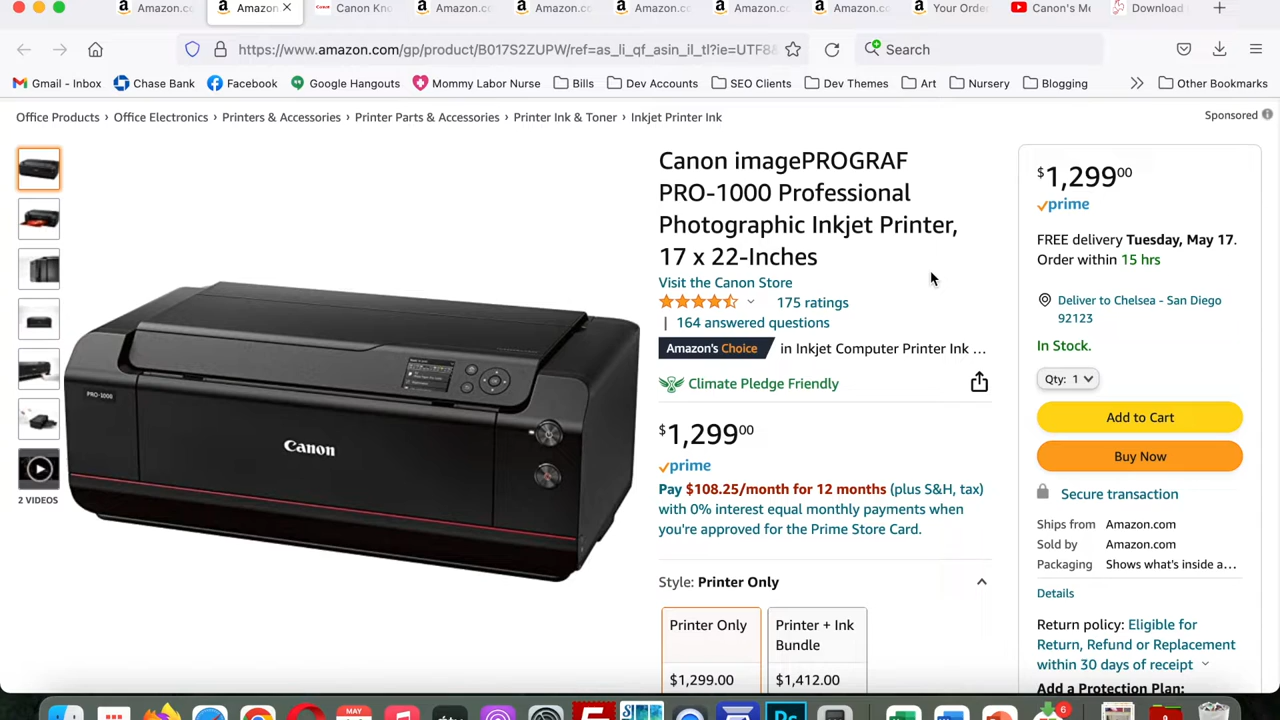 Amazon.co
Amazon
Canon Kno
Amazon.co
Amazon.co
Amazon.co
Amazon.co
Amazon.co
Your Orde
Canon's Me
Download
https://www.amazon.com/gp/product/B017S2ZUPW/ref=as_li_qf_asin_il_tl?ie=UTF8&
Search
Gmail - Inbox
Chase Bank
Facebook
Google Hangouts
Mommy Labor Nurse
Bills
Dev Accounts
SEO Clients
Dev Themes
Art
Nursery
Blogging
Other Bookmarks
Office Products › Office Electronics › Printers & Accessories › Printer Parts & Accessories › Printer Ink & Toner › Inkjet Printer Ink
Sponsored
PRO-1000
Canon
2 VIDEOS
Canon imagePROGRAF
PRO-1000 Professional
Photographic Inkjet Printer,
17 x 22-Inches
Visit the Canon Store
175 ratings
| 164 answered questions
Amazon's Choice in Inkjet Computer Printer Ink ...
Climate Pledge Friendly
$1,29900
prime
Pay $108.25/month for 12 months (plus S&H, tax)
with 0% interest equal monthly payments when
you're approved for the Prime Store Card.
Style: Printer Only
Printer Only
$1,299.00
Printer + Ink
Bundle
$1,412.00
$1,29900
prime
FREE delivery Tuesday, May 17.
Order within 15 hrs
Deliver to Chelsea - San Diego
92123
In Stock.
Qty: 1
Add to Cart
Buy Now
Secure transaction
Ships from Amazon.com
Sold by Amazon.com
Packaging Shows what's inside a...
Details
Return policy: Eligible for
Return, Refund or Replacement
within 30 days of receipt
Add a Protection Plan:
MAY
Ps
6